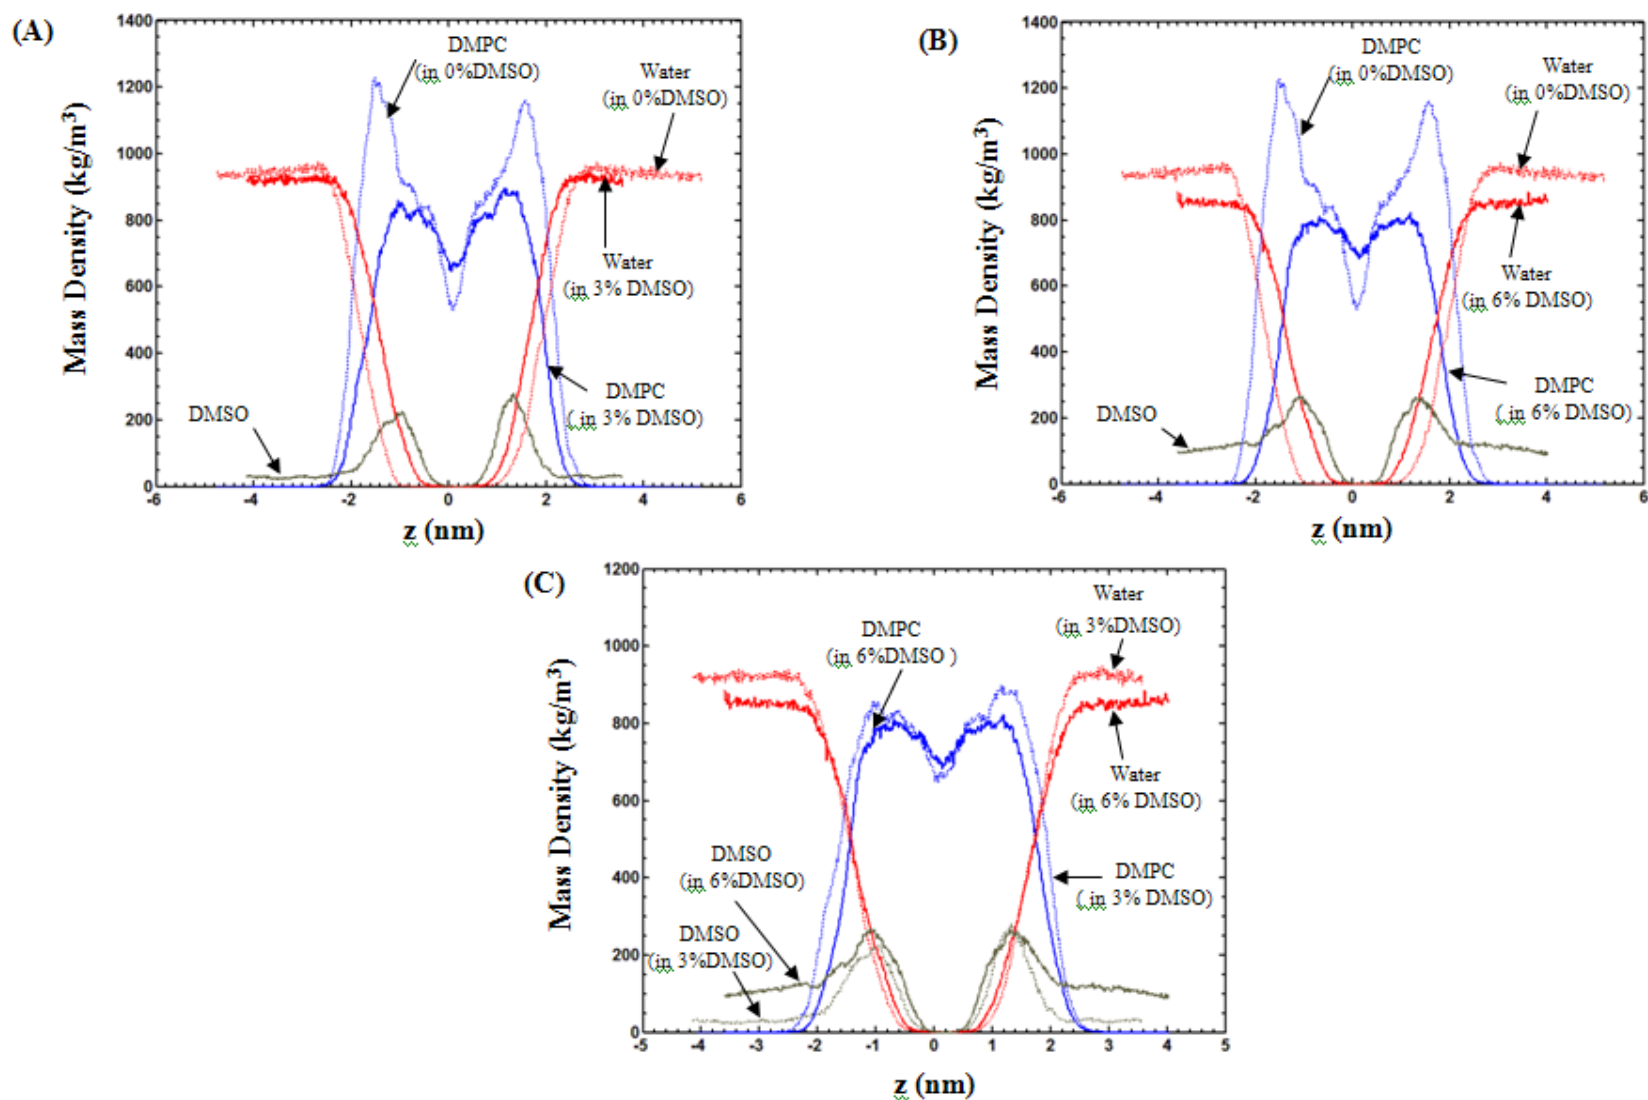 (A)
1400
1200
1000
800
600
400
200
0
-6
-4
-2
0
2
4
6
Mass Density (kg/m³)
z (nm)
DMPC
(in 0%DMSO)
Water
(in 0%DMSO)
Water
(in 3% DMSO)
DMPC
( in 3% DMSO)
DMSO
(B)
1400
1200
1000
800
600
400
200
0
-6
-4
-2
0
2
4
6
Mass Density (kg/m³)
z (nm)
DMPC
(in 0%DMSO)
Water
(in 0%DMSO)
Water
(in 6% DMSO)
DMPC
( in 6% DMSO)
DMSO
(C)
1200
1000
800
600
400
200
0
-5
-4
-3
-2
-1
0
1
2
3
4
5
Mass Density (kg/m³)
z (nm)
DMPC
(in 6%DMSO )
Water
(in 3%DMSO)
Water
(in 6% DMSO)
DMPC
( in 3% DMSO)
DMSO
(in 6%DMSO)
DMSO
(in 3%DMSO)